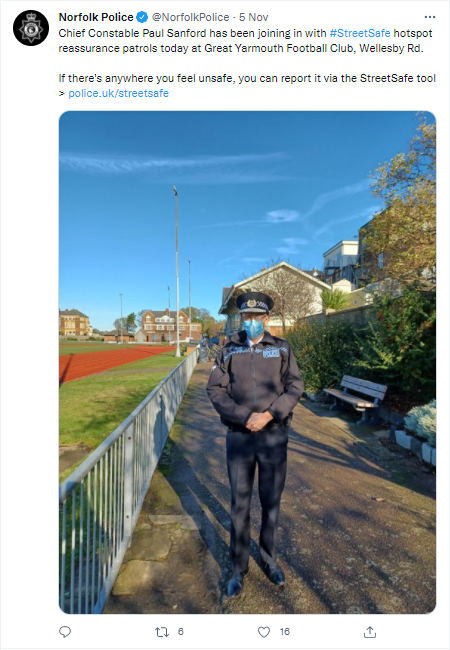 Norfolk Police @NorfolkPolice · 5 Nov
Chief Constable Paul Sanford has been joining in with #StreetSafe hotspot
reassurance patrols today at Great Yarmouth Football Club, Wellesby Rd.
If there's anywhere you feel unsafe, you can report it via the StreetSafe tool
> police.uk/streetsafe
6
16